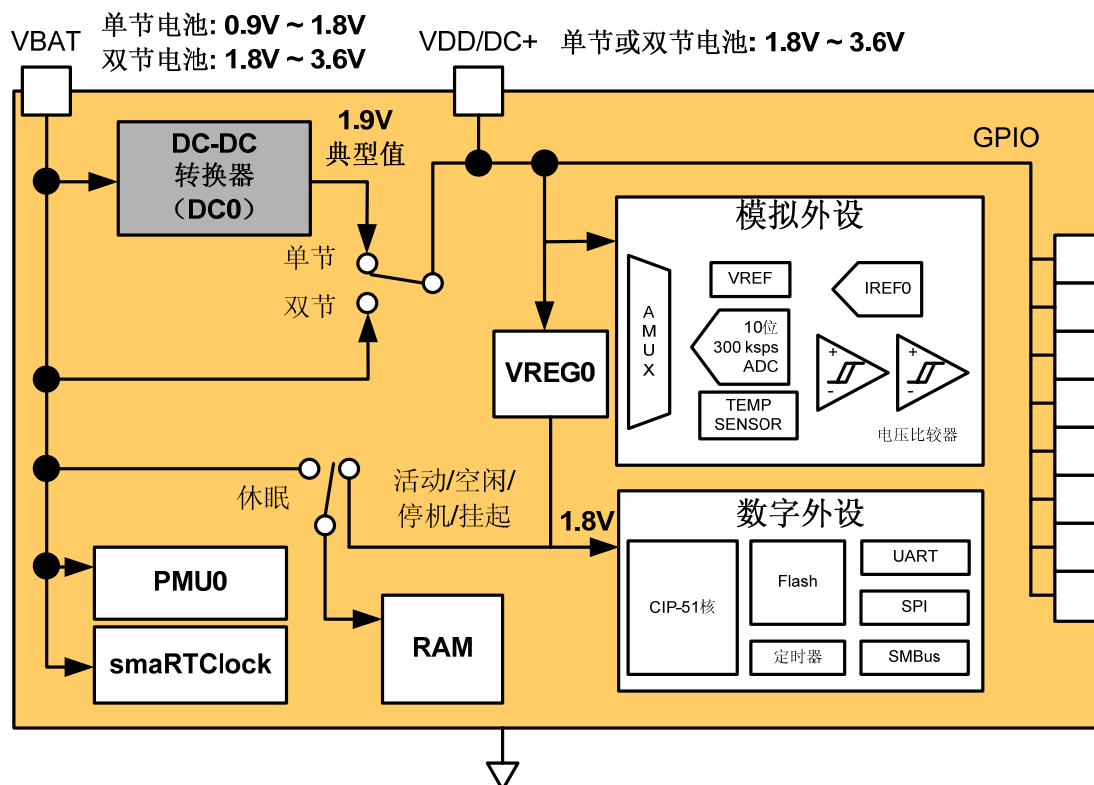 VBAT
单节电池: 0.9V ~ 1.8V
双节电池: 1.8V ~ 3.6V
VDD/DC+
单节或双节电池: 1.8V ~ 3.6V
DC-DC
转换器
（DC0）
1.9V
典型值
GPIO
单节
双节
VREG0
模拟外设
AMUX
VREF
IREF0
10位
300 ksps
ADC
TEMP
SENSOR
+
-
+
-
电压比较器
休眠
活动/空闲/
停机/挂起
1.8V
PMU0
smaRTClock
RAM
数字外设
CIP-51核
Flash
定时器
UART
SPI
SMBus